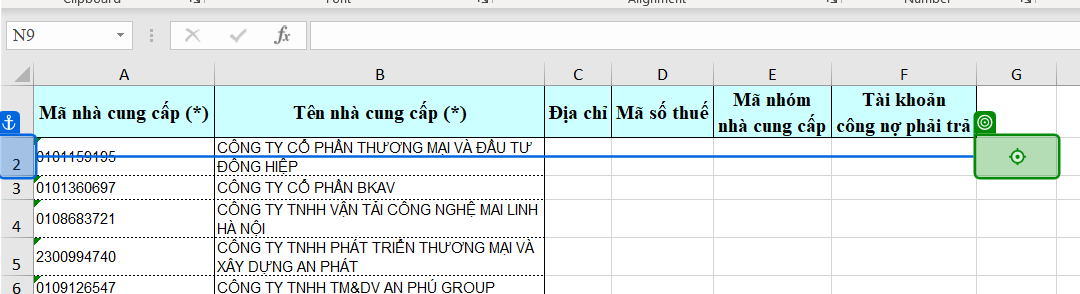 Clipboard
Font
Alignment
Number
N9
fx
A B C D E F G
Mã nhà cung cấp (*) Tên nhà cung cấp (*) Địa chỉ Mã số thuế Mã nhóm nhà cung cấp Tài khoản công nợ phải trả
2 0101159195 CÔNG TY CỔ PHẦN THƯƠNG MẠI VÀ ĐẦU TƯ
ĐÔNG HIỆP
3 0101360697 CÔNG TY CỔ PHẦN BKAV
4 0108683721 CÔNG TY TNHH VẬN TẢI CÔNG NGHỆ MAI LINH
HÀ NỘI
5 2300994740 CÔNG TY TNHH PHÁT TRIỂN THƯƠNG MẠI VÀ
XÂY DỰNG AN PHÁT
6 0109126547 CÔNG TY TNHH TM&DV AN PHÚ GROUP